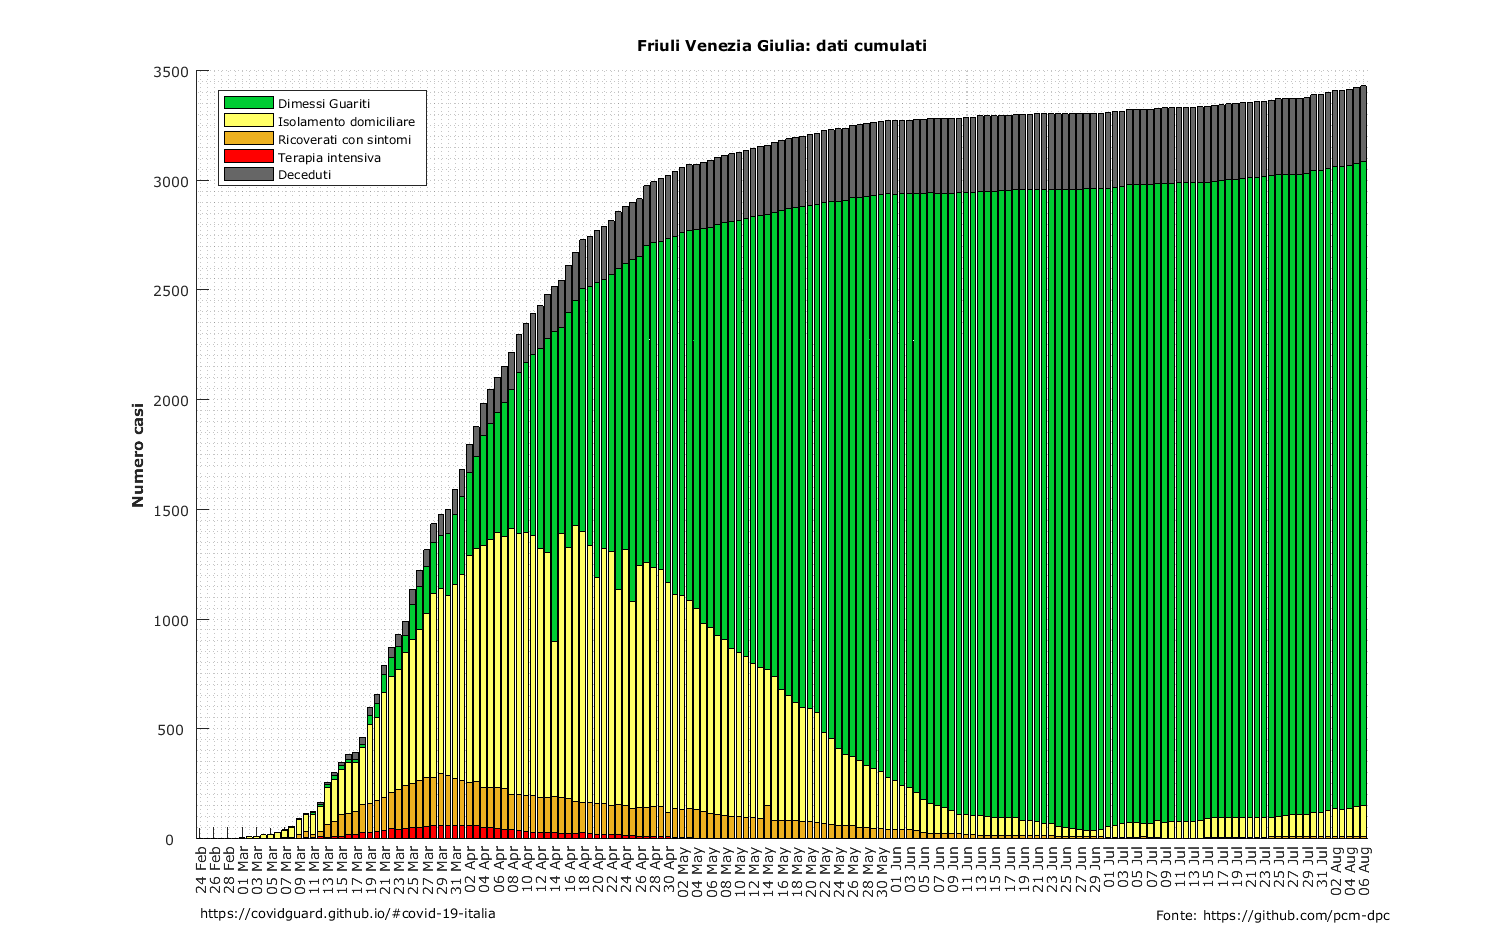 Friuli Venezia Giulia: dati cumulati
3500
3000
2500
2000
1500
1000
500
0
Numero casi
Dimessi Guariti
Isolamento domiciliare
Ricoverati con sintomi
Terapia intensiva
Deceduti
24 Feb
26 Feb
28 Feb
01 Mar
03 Mar
05 Mar
07 Mar
09 Mar
11 Mar
13 Mar
15 Mar
17 Mar
19 Mar
21 Mar
23 Mar
25 Mar
27 Mar
29 Mar
31 Mar
02 Apr
04 Apr
06 Apr
08 Apr
10 Apr
12 Apr
14 Apr
16 Apr
18 Apr
20 Apr
22 Apr
24 Apr
26 Apr
28 Apr
30 Apr
02 May
04 May
06 May
08 May
10 May
12 May
14 May
16 May
18 May
20 May
22 May
24 May
26 May
28 May
30 May
01 Jun
03 Jun
05 Jun
07 Jun
09 Jun
11 Jun
13 Jun
15 Jun
17 Jun
19 Jun
21 Jun
23 Jun
25 Jun
27 Jun
29 Jun
01 Jul
03 Jul
05 Jul
07 Jul
09 Jul
11 Jul
13 Jul
15 Jul
17 Jul
19 Jul
21 Jul
23 Jul
25 Jul
27 Jul
29 Jul
31 Jul
02 Aug
04 Aug
06 Aug
https://covidguard.github.io/#covid-19-italia
Fonte: https://github.com/pcm-dpc